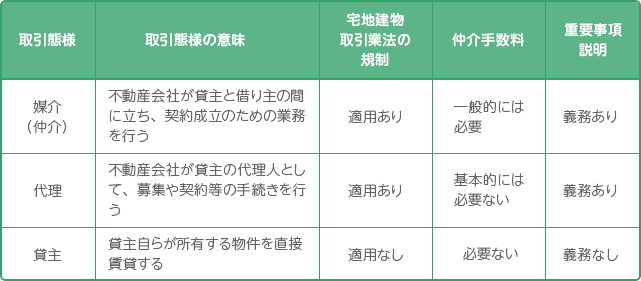 取引態様
取引態様の意味
宅地建物
取引業法の
規制
仲介手数料
重要事項
説明
媒介
（仲介）
不動産会社が貸主と借り主の間
に立ち、契約成立のための業務
を行う
適用あり
一般的には
必要
義務あり
代理
不動産会社が貸主の代理人とし
て、募集や契約等の手続きを行
う
適用あり
基本的には
必要ない
義務あり
貸主
貸主自らが所有する物件を直接
賃貸する
適用なし
必要ない
義務なし